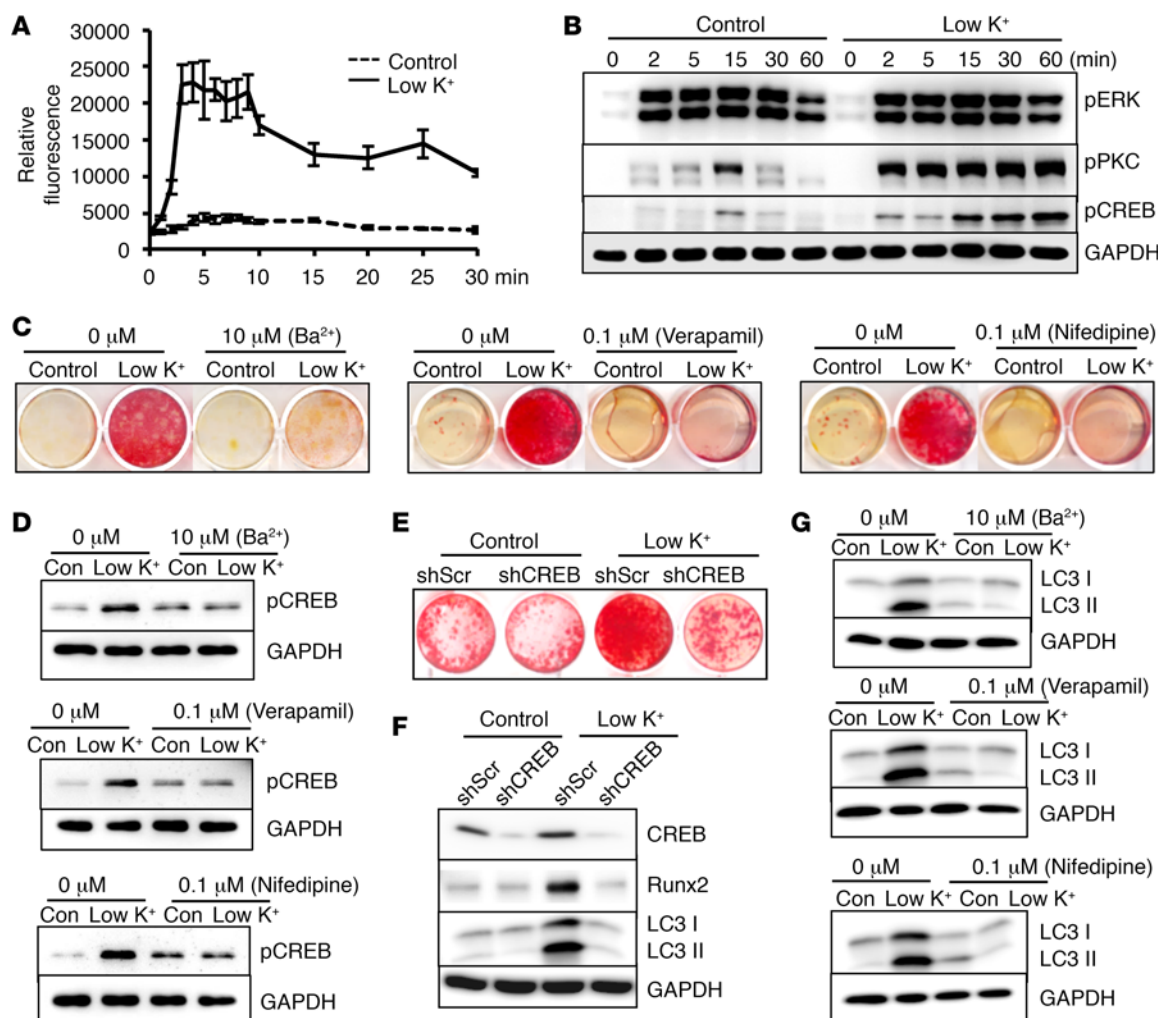 A
30000
25000
20000
15000
10000
5000
0
Relative
fluorescence
Control
Low K⁺
0 5 10 15 20 25 30 min
B
Control Low K⁺
0 2 5 15 30 60 0 2 5 15 30 60 (min)
pERK
pPKC
pCREB
GAPDH
C
0 μM 10 μM (Ba²⁺)
Control Low K⁺ Control Low K⁺
0 μM 0.1 μM (Verapamil)
Control Low K⁺ Control Low K⁺
0 μM 0.1 μM (Nifedipine)
Control Low K⁺ Control Low K⁺
D
0 μM 10 μM (Ba²⁺)
Con Low K⁺ Con Low K⁺
pCREB
GAPDH
0 μM 0.1 μM (Verapamil)
Con Low K⁺ Con Low K⁺
pCREB
GAPDH
0 μM 0.1 μM (Nifedipine)
Con Low K⁺ Con Low K⁺
pCREB
GAPDH
E
Control Low K⁺
shScr shCREB shScr shCREB
F
Control Low K⁺
shScr shCREB shScr shCREB
CREB
Runx2
LC3 I
LC3 II
GAPDH
G
0 μM 10 μM (Ba²⁺)
Con Low K⁺ Con Low K⁺
LC3 I
LC3 II
GAPDH
0 μM 0.1 μM (Verapamil)
Con Low K⁺ Con Low K⁺
LC3 I
LC3 II
GAPDH
0 μM 0.1 μM (Nifedipine)
Con Low K⁺ Con Low K⁺
LC3 I
LC3 II
GAPDH